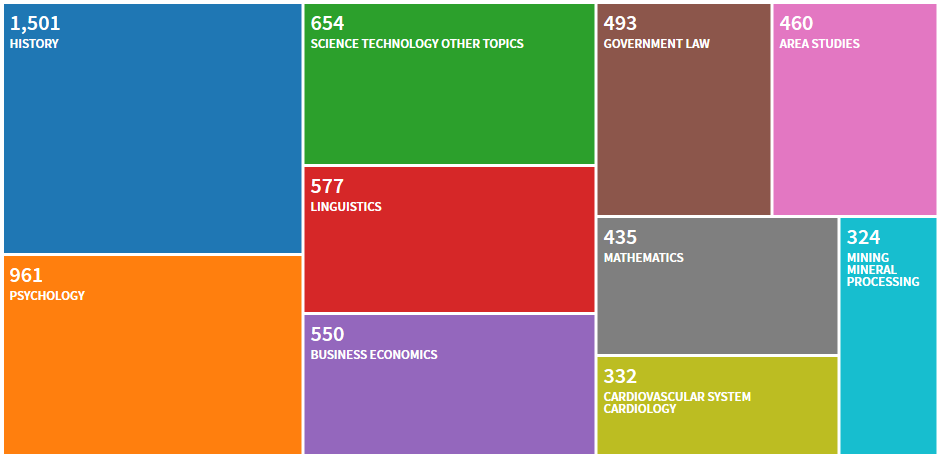 1,501
HISTORY
961
PSYCHOLOGY
654
SCIENCE TECHNOLOGY OTHER TOPICS
577
LINGUISTICS
550
BUSINESS ECONOMICS
493
GOVERNMENT LAW
460
AREA STUDIES
435
MATHEMATICS
332
CARDIOVASCULAR SYSTEM
CARDIOLOGY
324
MINING
MINERAL
PROCESSING